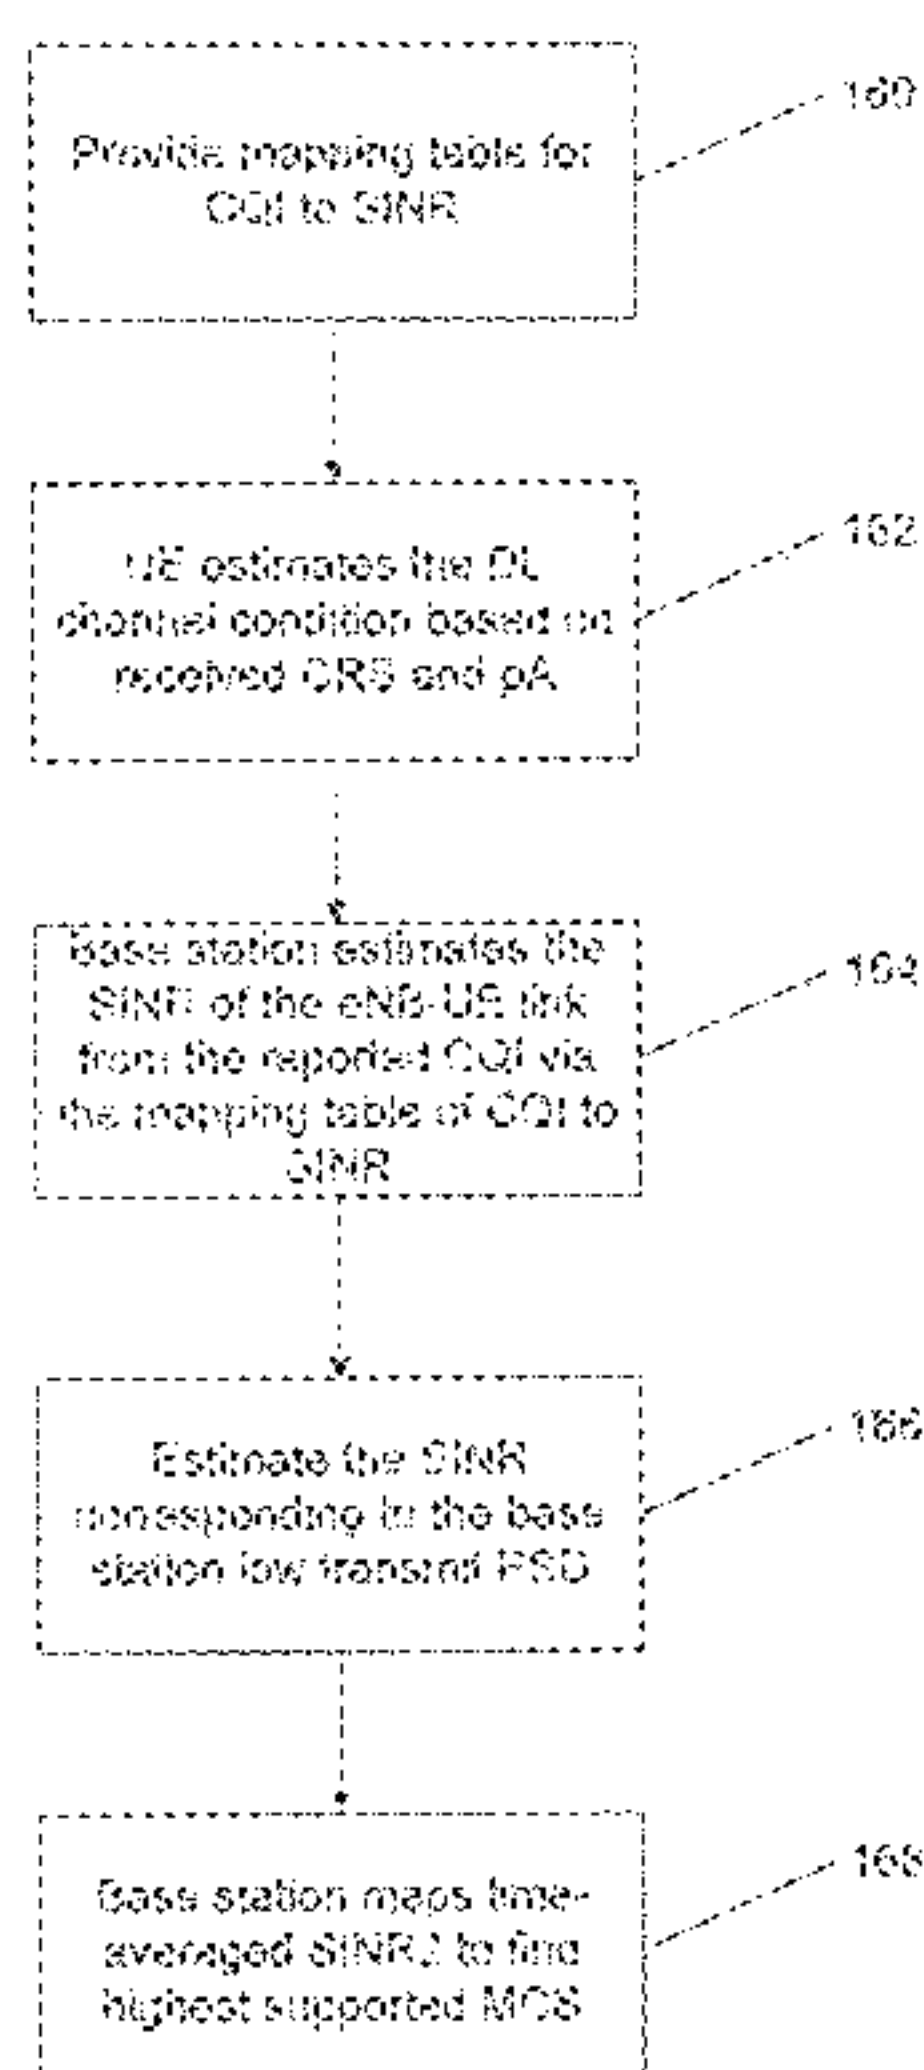 Provide mapping table for
CQI to SINR
160
UE estimates the DL
channel condition based on
received CRS and pA
162
Base station estimates the
SINR of the eNB-UE link
from the reported CQI via
the mapping table of CQI to
SINR
164
Estimate the SINR
corresponding to the base
station low transmit PSD
166
Base station maps time-
averaged SINR2 to find
highest supported MCS
168